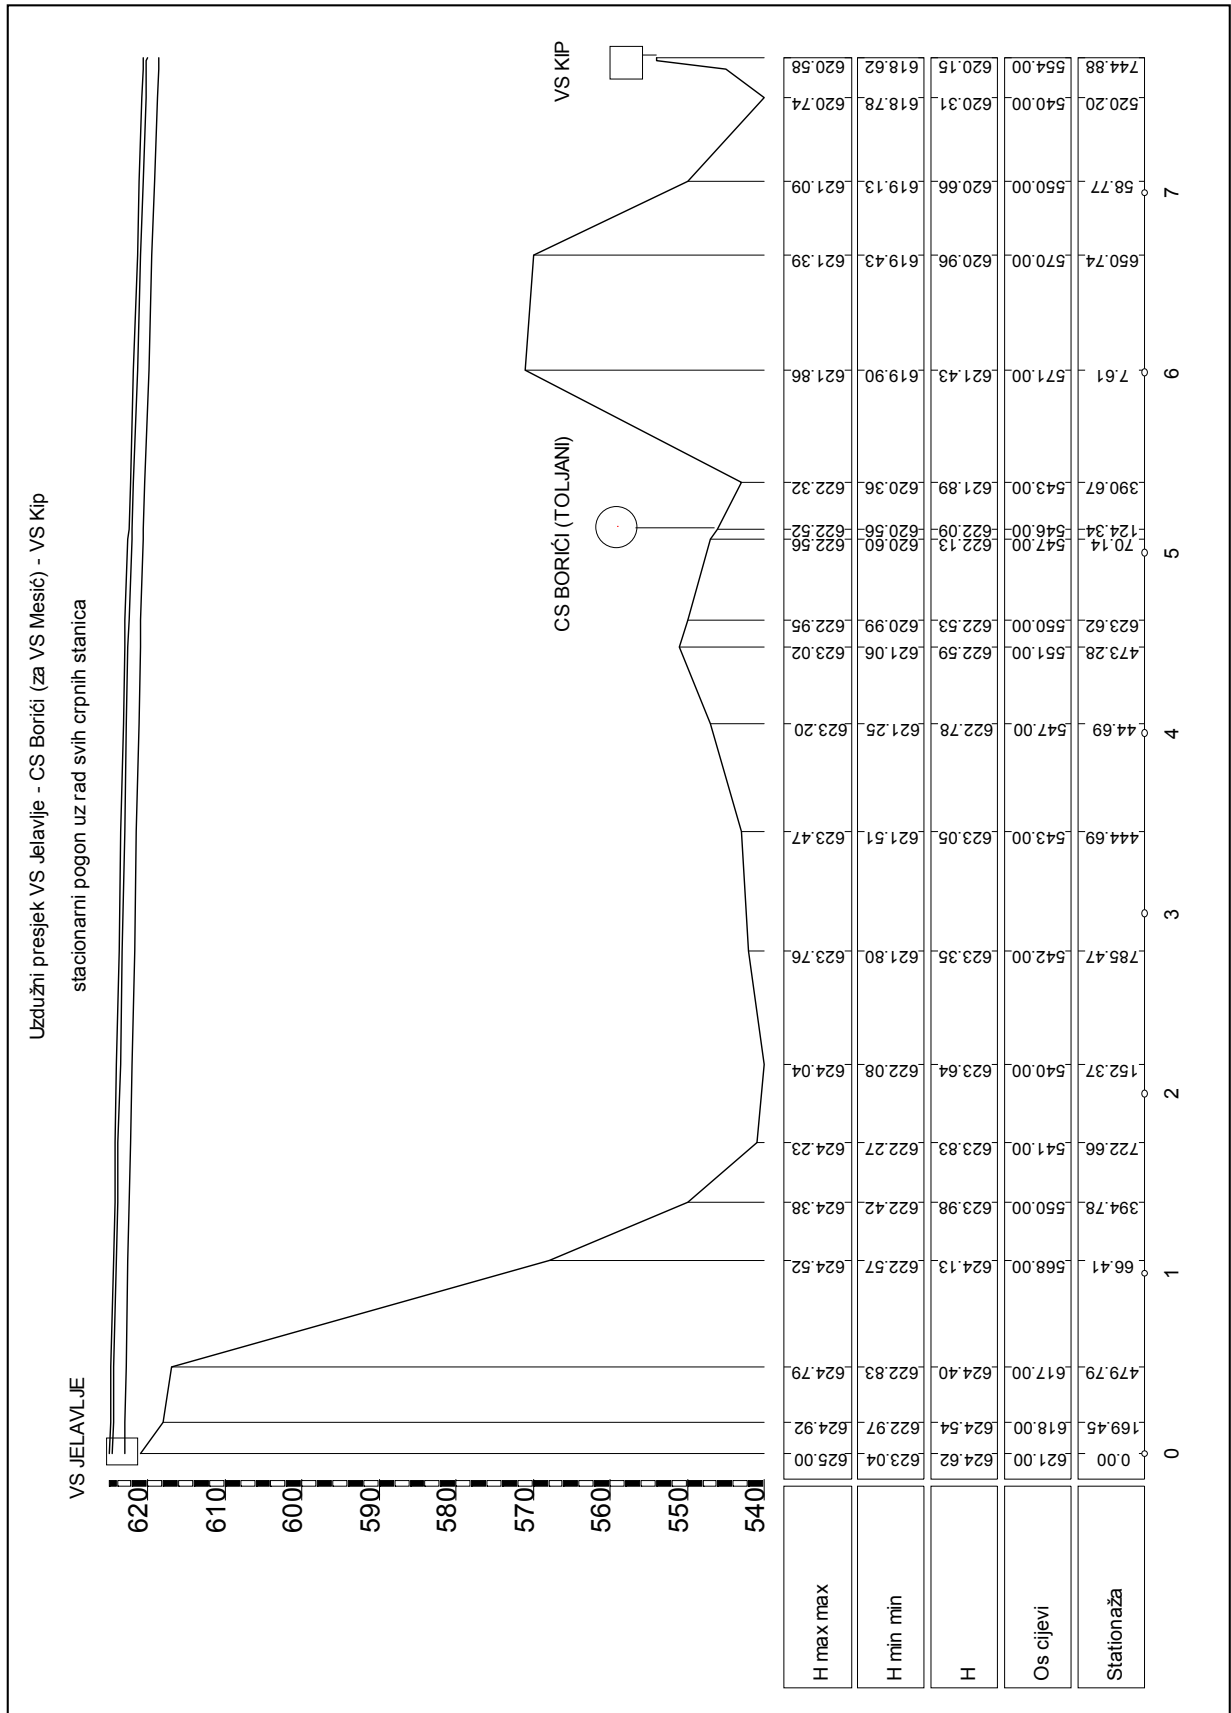 Uzdužni presjek VS Jelavlje - CS Borići (za VS Mesić) - VS Kip
stacionarni pogon uz rad svih crpnih stanica
VS JELAVLJE
CS BORIĆI (TOLJANI)
VS KIP
620
610
600
590
580
570
560
550
540
H max max
625.00 624.92 624.79 624.52 624.38 624.23 624.04 623.76 623.47 623.20 623.02 622.95 622.56 622.52 622.32 621.86 621.39 621.09 620.74 620.58
H min min
623.04 622.97 622.83 622.57 622.42 622.27 622.08 621.80 621.51 621.25 621.06 620.99 620.60 620.56 620.36 619.90 619.43 619.13 618.78 618.62
H
624.62 624.54 624.40 624.13 623.98 623.83 623.64 623.35 623.05 622.78 622.59 622.53 622.13 622.09 621.89 621.43 620.96 620.66 620.31 620.15
Os cijevi
621.00 618.00 617.00 568.00 550.00 541.00 540.00 542.00 543.00 547.00 551.00 550.00 547.00 546.00 543.00 571.00 570.00 550.00 540.00 554.00
Stationaža
0.00 169.45 479.79 66.41 394.78 722.66 152.37 785.47 444.69 44.69 473.28 623.62 70.14 124.34 390.67 7.61 650.74 58.77 520.20 744.88
0 1 2 3 4 5 6 7